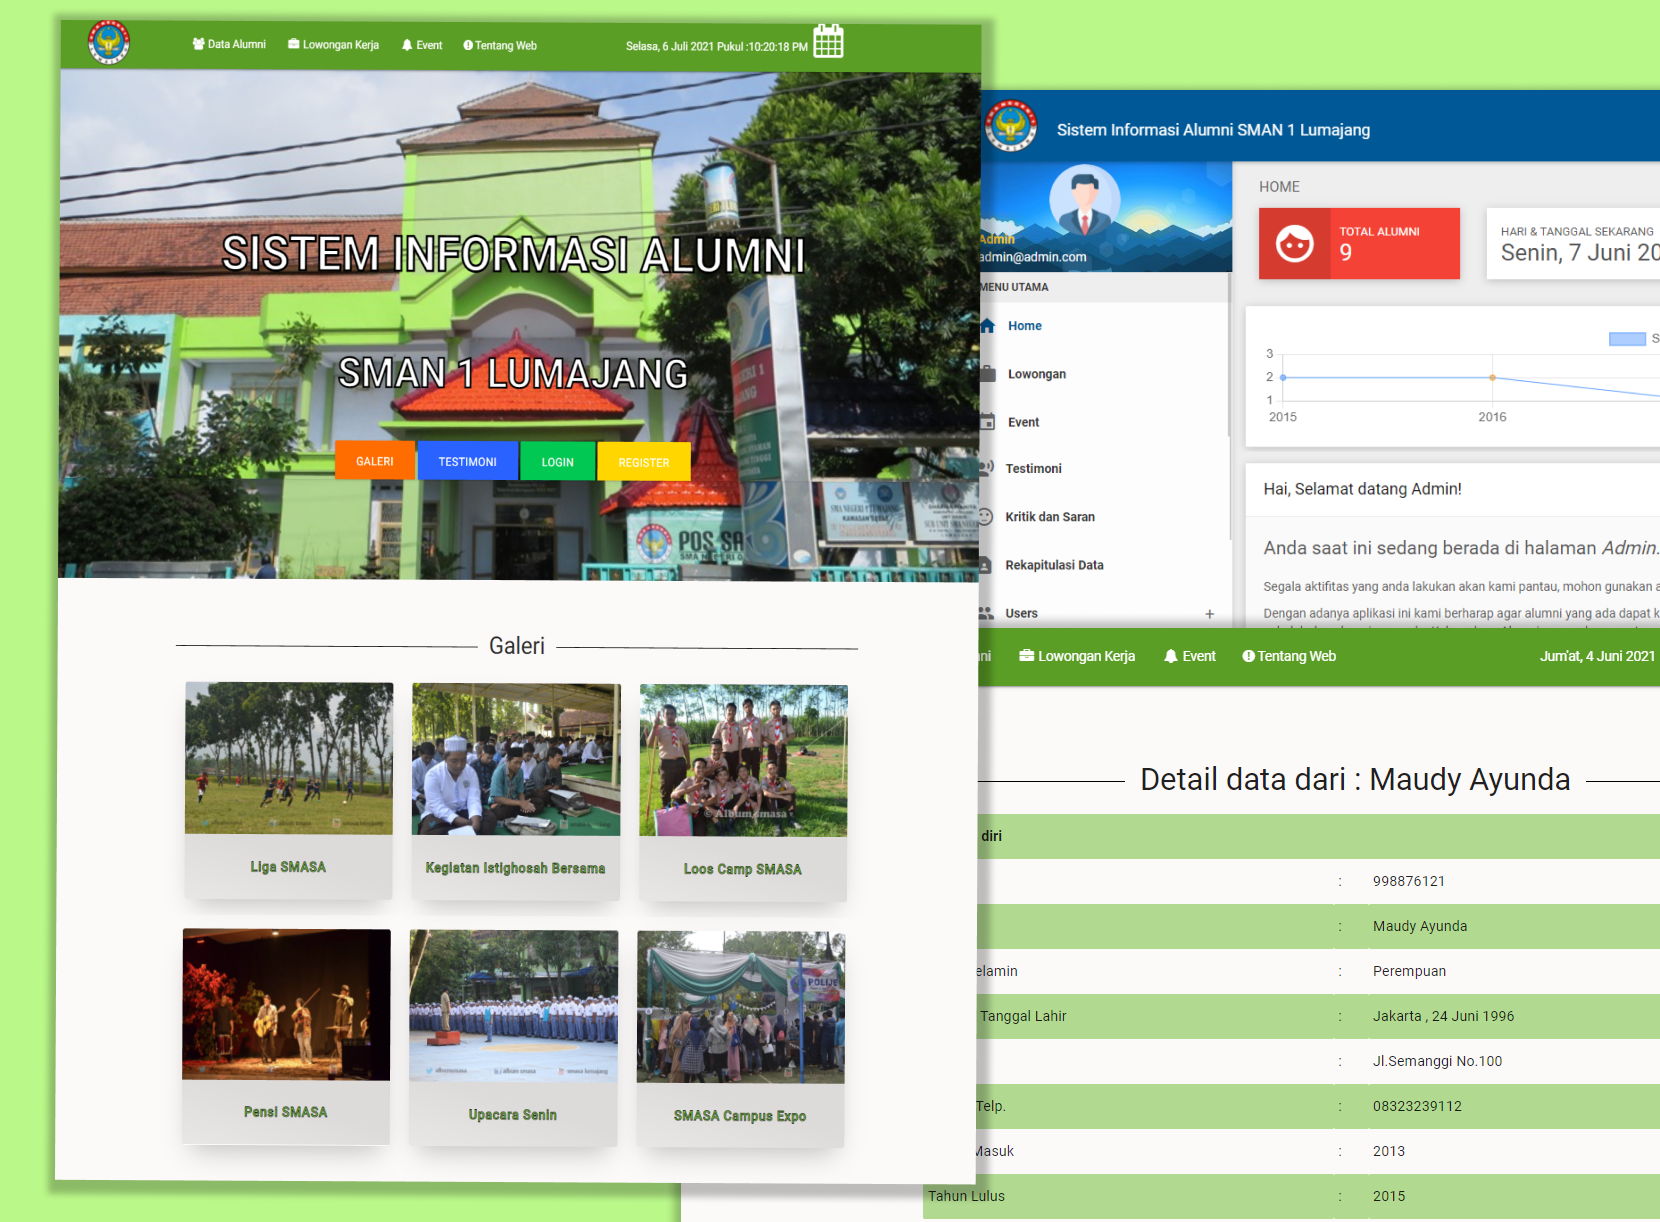 Data Alumni
Lowongan Kerja
Event
Tentang Web
Selasa, 6 Juli 2021 Pukul :10:20:18 PM
SISTEM INFORMASI ALUMNI
SMAN 1 LUMAJANG
GALERI
TESTIMONI
LOGIN
REGISTER
Galeri
Liga SMASA
Kegiatan Istighosah Bersama
© Album smasa
Loos Camp SMASA
Pensi SMASA
Upacara Senin
POLIJE
SMASA Campus Expo
Sistem Informasi Alumni SMAN 1 Lumajang
Admin
admin@admin.com
MENU UTAMA
Home
Lowongan
Event
Testimoni
Kritik dan Saran
Rekapitulasi Data
Users +
HOME
TOTAL ALUMNI
9
HARI & TANGGAL SEKARANG
Senin, 7 Juni 20
S
3
2
1
2015
2016
Hai, Selamat datang Admin!
Anda saat ini sedang berada di halaman Admin.
Segala aktifitas yang anda lakukan akan kami pantau, mohon gunakan a
Dengan adanya aplikasi ini kami berharap agar alumni yang ada dapat k
ni
Lowongan Kerja
Event
Tentang Web
Jum'at, 4 Juni 2021
Detail data dari : Maudy Ayunda
diri
: 998876121
: Maudy Ayunda
elamin : Perempuan
Tanggal Lahir : Jakarta , 24 Juni 1996
: Jl.Semanggi No.100
Telp. : 08323239112
Masuk : 2013
Tahun Lulus : 2015